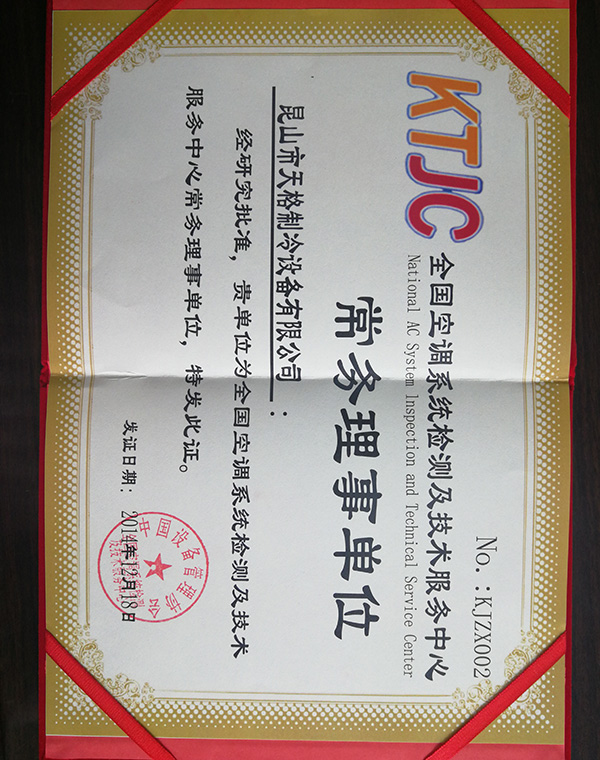 No.:KJZX002
KTJC
全国空调系统检测及技术服务中心
National AC System Inspection and Technical Service Center
常务理事单位
昆山市天格制冷设备有限公司：
经研究批准，贵单位为全国空调系统检测及技术
服务中心常务理事单位，特发此证。
发证日期：2014年12月18日
中国设备管理协会